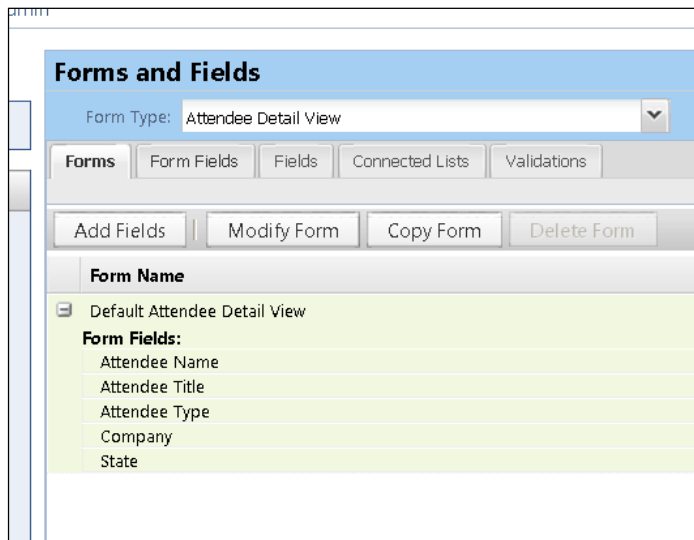 Forms and Fields
Form Type: Attendee Detail View
Forms Form Fields Fields Connected Lists Validations
Add Fields Modify Form Copy Form Delete Form
Form Name
Default Attendee Detail View
Form Fields:
Attendee Name
Attendee Title
Attendee Type
Company
State